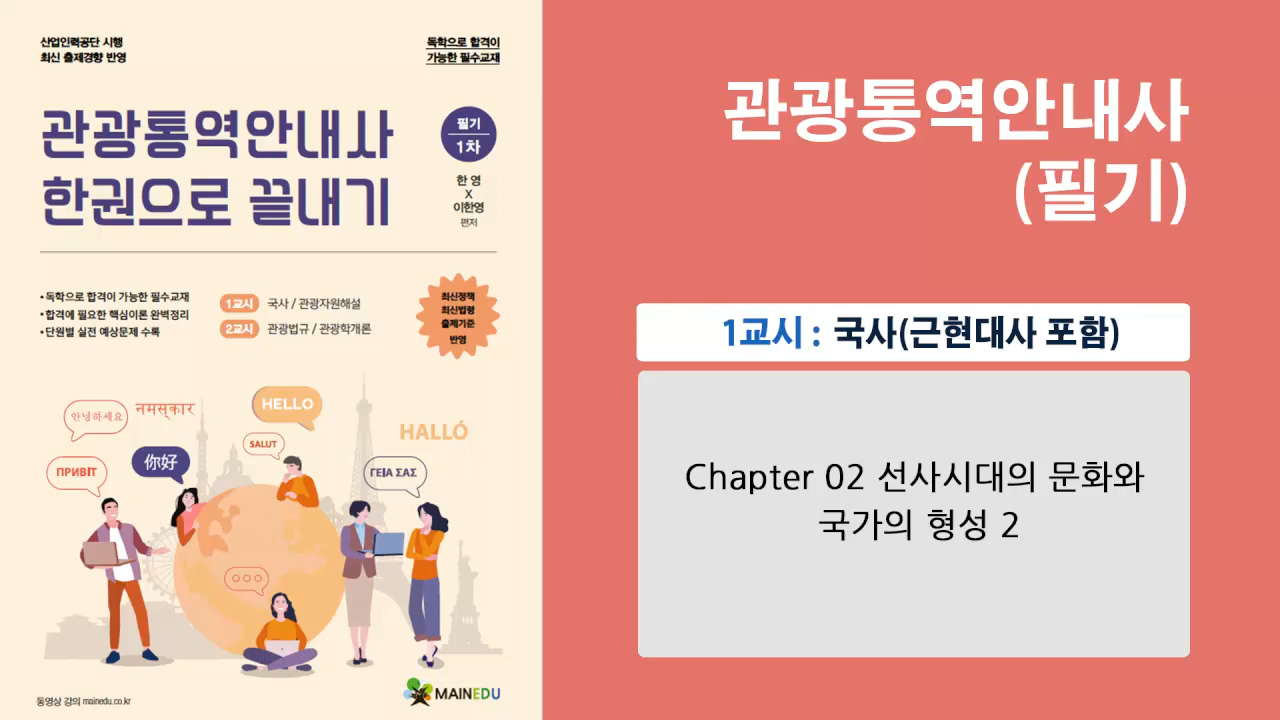 산업인력공단 시행
최신 출제경향 반영
독학으로 합격이
가능한 필수교재
관광통역안내사
한권으로 끝내기
필기
1차
한 영
X
이한영
편저
• 독학으로 합격이 가능한 필수교재
• 합격에 필요한 핵심이론 완벽정리
• 단원별 실전 예상문제 수록
1교시 국사 / 관광자원해설
2교시 관광법규 / 관광학개론
최신정책
최신법령
출제기준
반영
안녕하세요
नमस्कार
HELLO
HALLÓ
SALUT
ПРИВІТ
你好
ΓΕΙΑ ΣΑΣ
동영상 강의 mainedu.co.kr
MAINEDU
관광통역안내사
(필기)
1교시 : 국사(근현대사 포함)
Chapter 02 선사시대의 문화와
국가의 형성 2